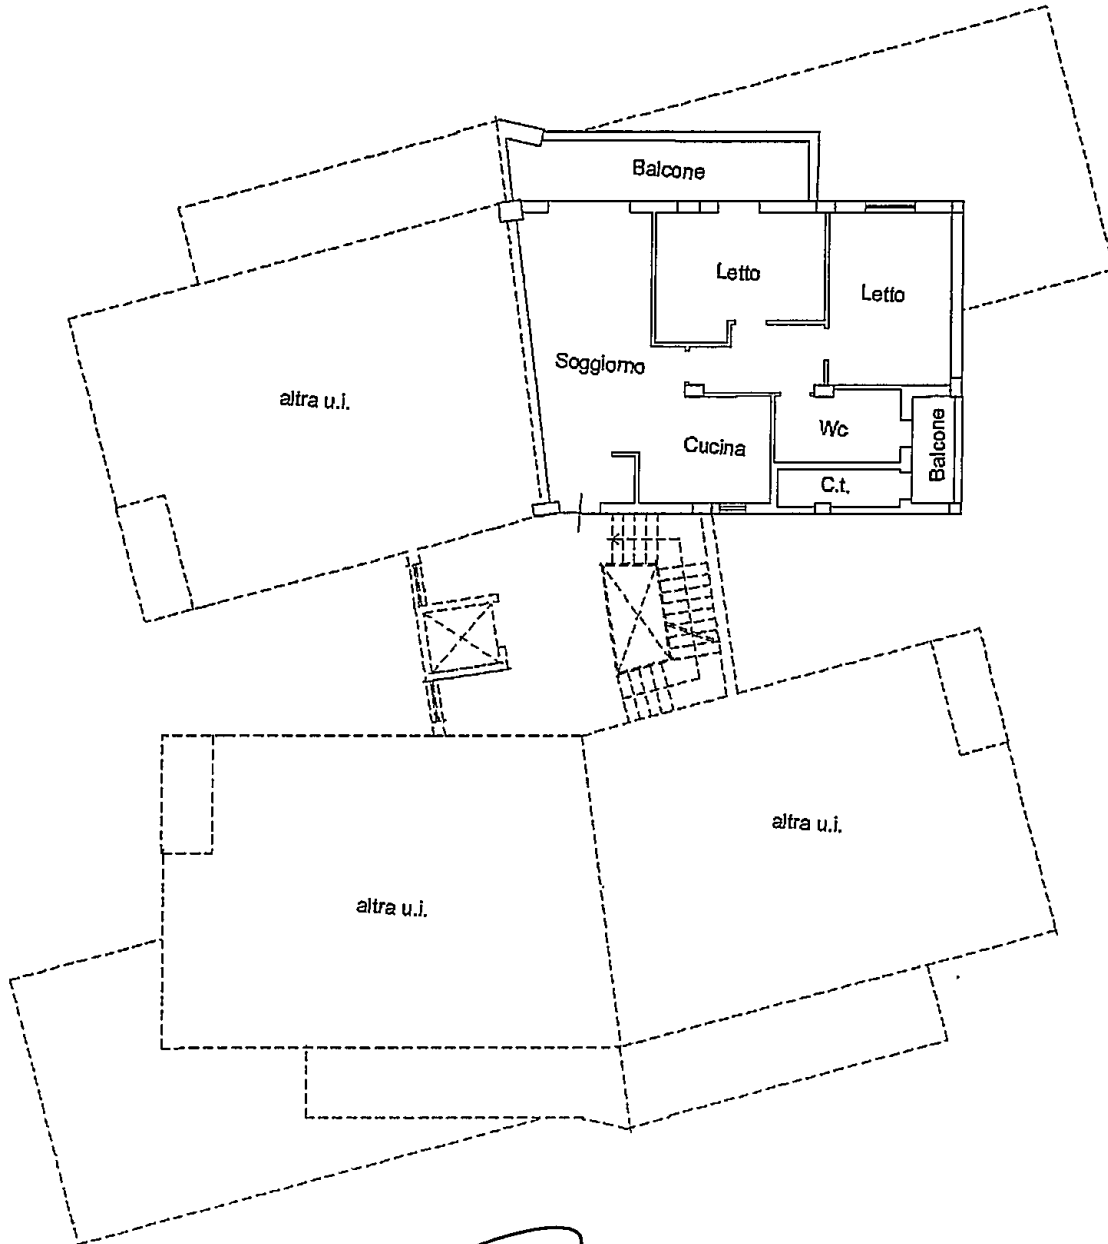 Balcone
Letto
Letto
Soggiorno
altra u.i.
Wc
Balcone
Cucina
C.t.
altra u.i.
altra u.i.